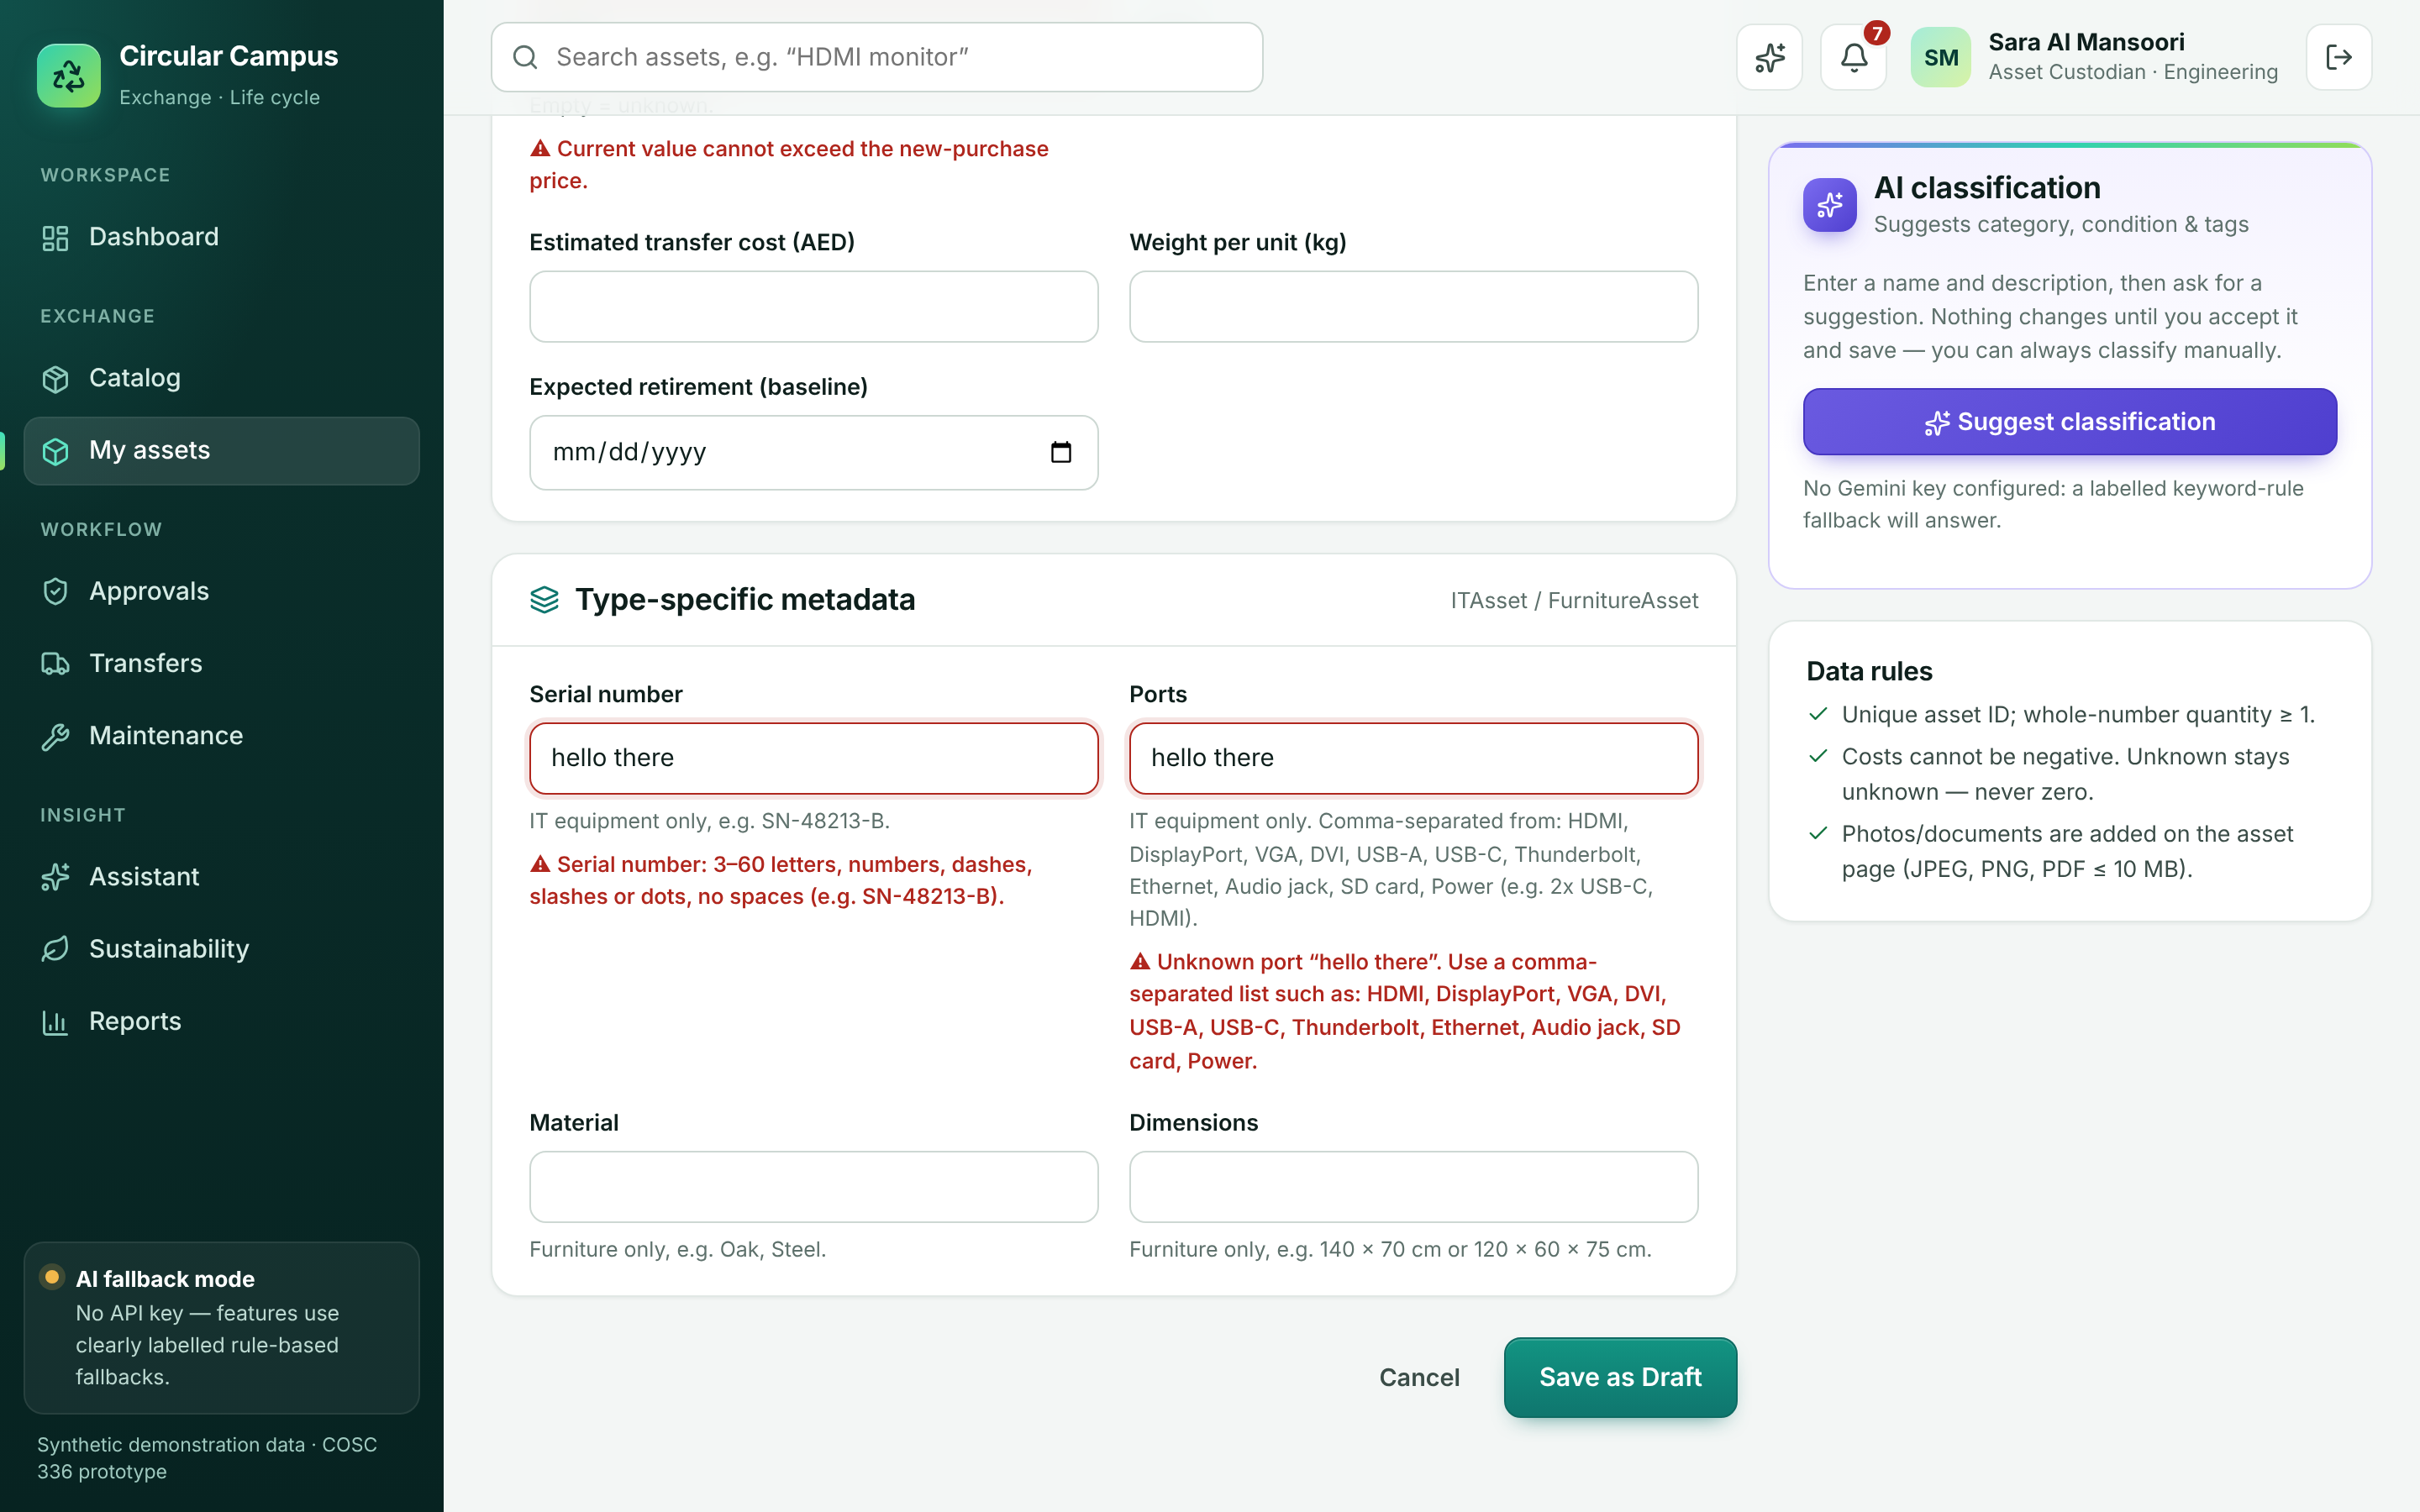 Circular Campus
Exchange · Life cycle
WORKSPACE
Dashboard
EXCHANGE
Catalog
My assets
WORKFLOW
Approvals
Transfers
Maintenance
INSIGHT
Assistant
Sustainability
Reports
AI fallback mode
No API key — features use
clearly labelled rule-based
fallbacks.
Synthetic demonstration data · COSC
336 prototype
Search assets, e.g. “HDMI monitor”
7
SM
Sara Al Mansoori
Asset Custodian · Engineering
Empty = unknown.
Current value cannot exceed the new-purchase
price.
Estimated transfer cost (AED)
Weight per unit (kg)
Expected retirement (baseline)
mm/dd/yyyy
Type-specific metadata
ITAsset / FurnitureAsset
Serial number
hello there
IT equipment only, e.g. SN-48213-B.
Serial number: 3–60 letters, numbers, dashes,
slashes or dots, no spaces (e.g. SN-48213-B).
Ports
hello there
IT equipment only. Comma-separated from: HDMI,
DisplayPort, VGA, DVI, USB-A, USB-C, Thunderbolt,
Ethernet, Audio jack, SD card, Power (e.g. 2x USB-C,
HDMI).
Unknown port “hello there”. Use a comma-
separated list such as: HDMI, DisplayPort, VGA, DVI,
USB-A, USB-C, Thunderbolt, Ethernet, Audio jack, SD
card, Power.
Material
Furniture only, e.g. Oak, Steel.
Dimensions
Furniture only, e.g. 140 × 70 cm or 120 × 60 × 75 cm.
Cancel
Save as Draft
AI classification
Suggests category, condition & tags
Enter a name and description, then ask for a
suggestion. Nothing changes until you accept it
and save — you can always classify manually.
Suggest classification
No Gemini key configured: a labelled keyword-rule
fallback will answer.
Data rules
Unique asset ID; whole-number quantity ≥ 1.
Costs cannot be negative. Unknown stays
unknown — never zero.
Photos/documents are added on the asset
page (JPEG, PNG, PDF ≤ 10 MB).